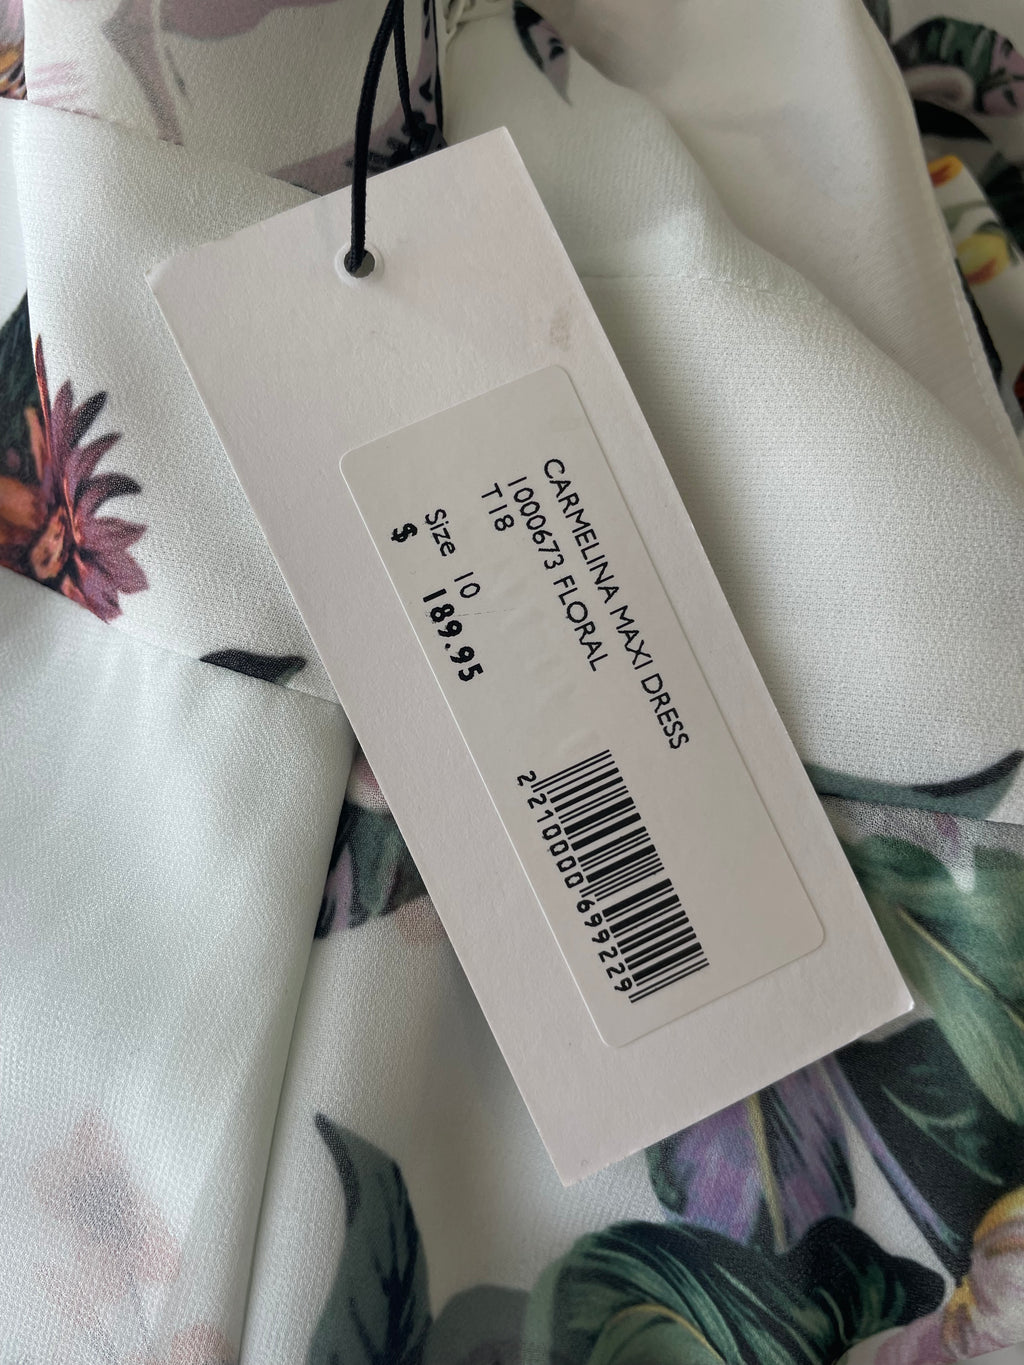 CARMELINA MAXI DRESS
1000673 FLORAL
T18
Size 10
$ 189.95
2210000699229